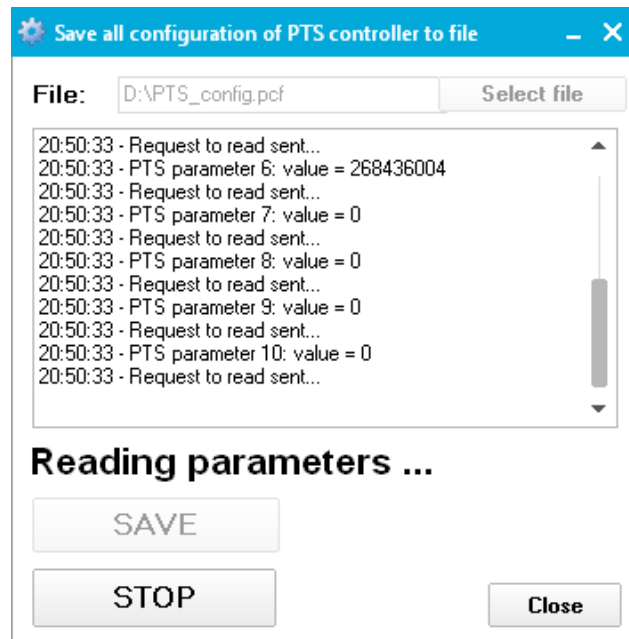 Save all configuration of PTS controller to file
File: D:\PTS_config.pcf Select file
20:50:33 - Request to read sent...
20:50:33 - PTS parameter 6: value = 268436004
20:50:33 - Request to read sent...
20:50:33 - PTS parameter 7: value = 0
20:50:33 - Request to read sent...
20:50:33 - PTS parameter 8: value = 0
20:50:33 - Request to read sent...
20:50:33 - PTS parameter 9: value = 0
20:50:33 - Request to read sent...
20:50:33 - PTS parameter 10: value = 0
20:50:33 - Request to read sent...
Reading parameters ...
SAVE
STOP
Close